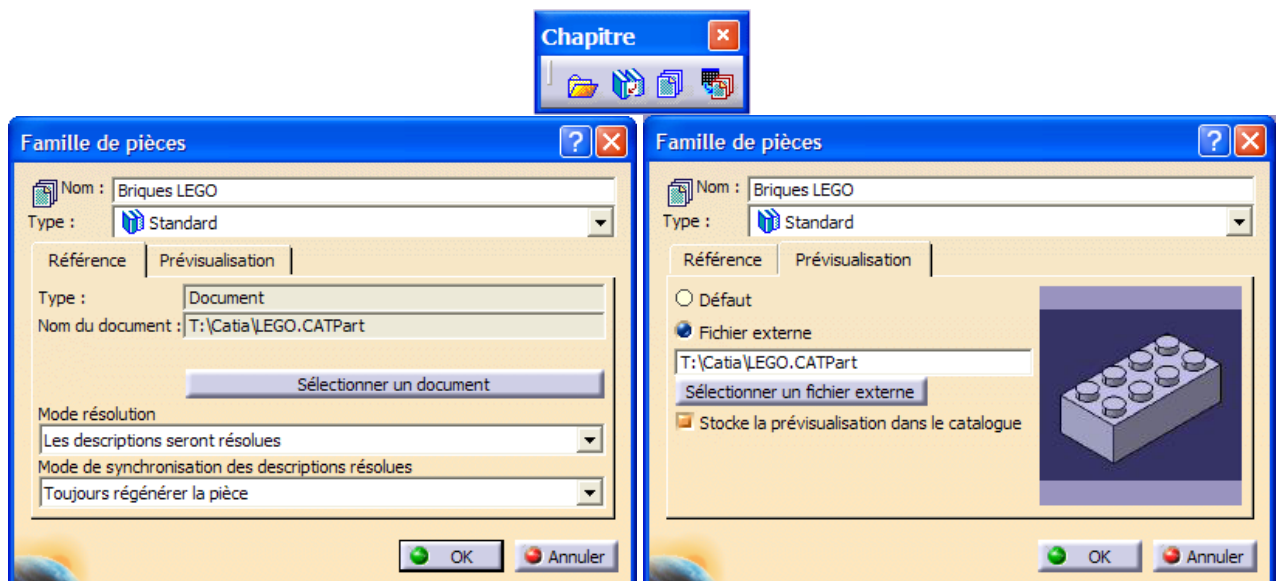 Chapitre
Famille de pièces
Nom : Briques LEGO
Type : Standard
Référence Prévisualisation
Type : Document
Nom du document : T:\Catia\LEGO.CATPart
Sélectionner un document
Mode résolution
Les descriptions seront résolues
Mode de synchronisation des descriptions résolues
Toujours régénérer la pièce
OK Annuler
Famille de pièces
Nom : Briques LEGO
Type : Standard
Référence Prévisualisation
Défaut
Fichier externe
T:\Catia\LEGO.CATPart
Sélectionner un fichier externe
Stocke la prévisualisation dans le catalogue
OK Annuler